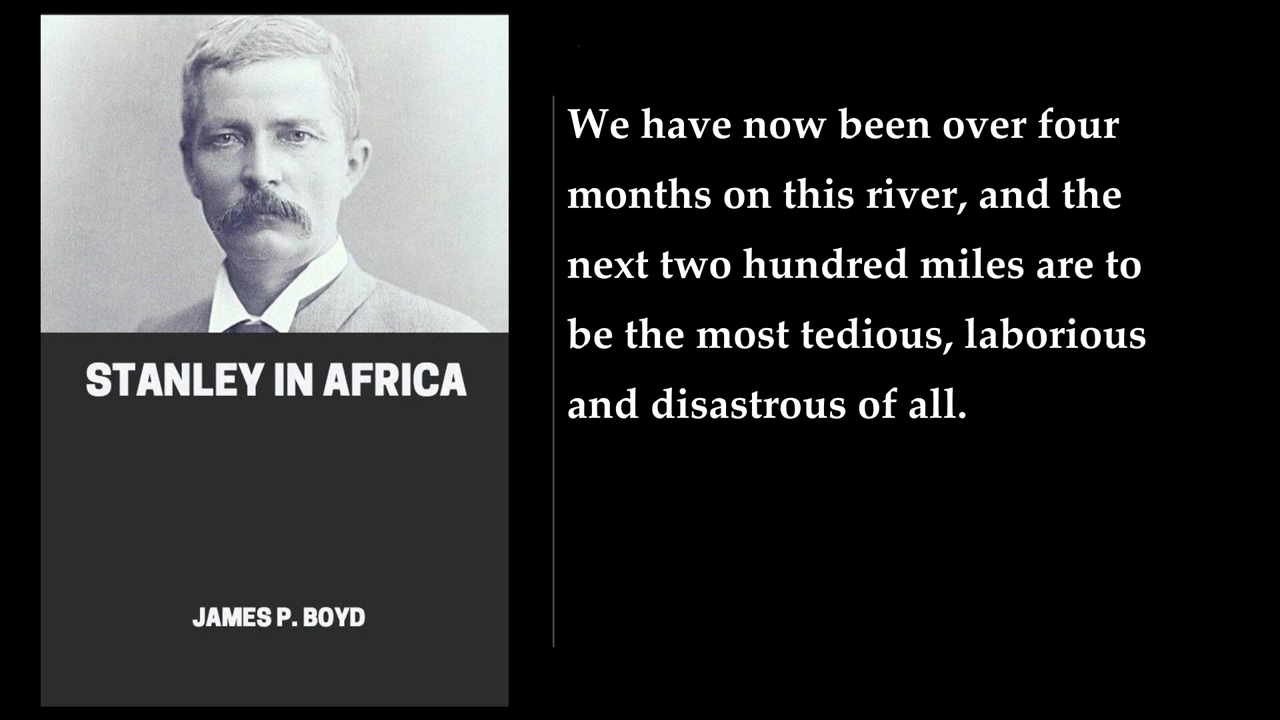 STANLEY IN AFRICA
JAMES P. BOYD
We have now been over four
months on this river, and the
next two hundred miles are to
be the most tedious, laborious
and disastrous of all.